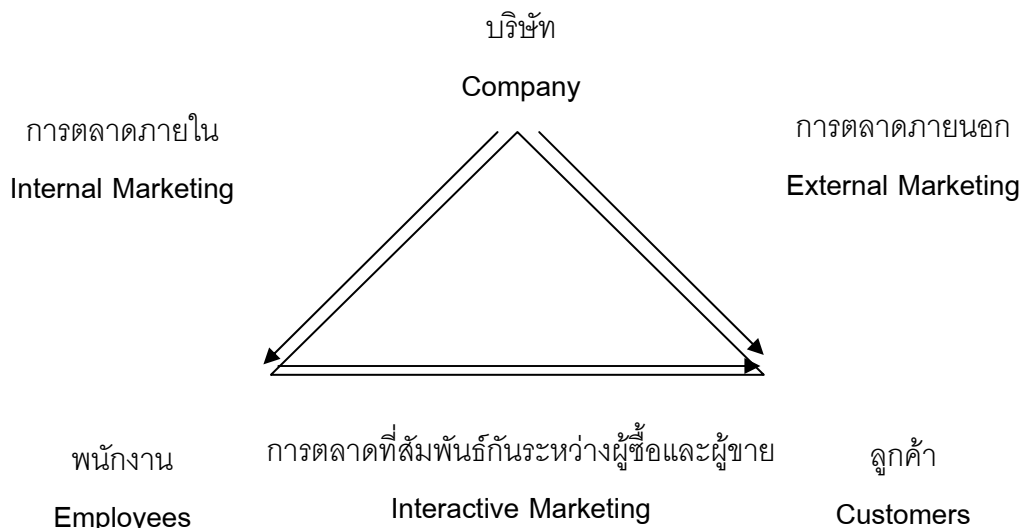 บริษัท
Company
การตลาดภายใน
Internal Marketing
การตลาดภายนอก
External Marketing
พนักงาน
Employees
การตลาดที่สัมพันธ์กันระหว่างผู้ซื้อและผู้ขาย
Interactive Marketing
ลูกค้า
Customers